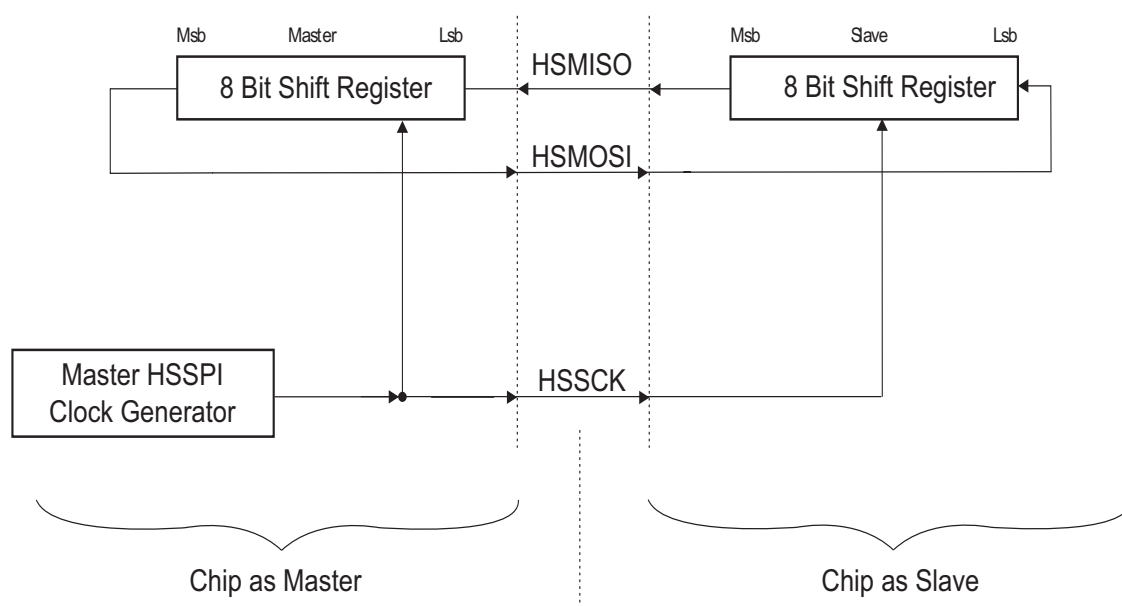 Msb Master Lsb
HSMISO
Msb Slave Lsb
8 Bit Shift Register
8 Bit Shift Register
HSMOSI
Master HSSPI
Clock Generator
HSSCK
Chip as Master
Chip as Slave